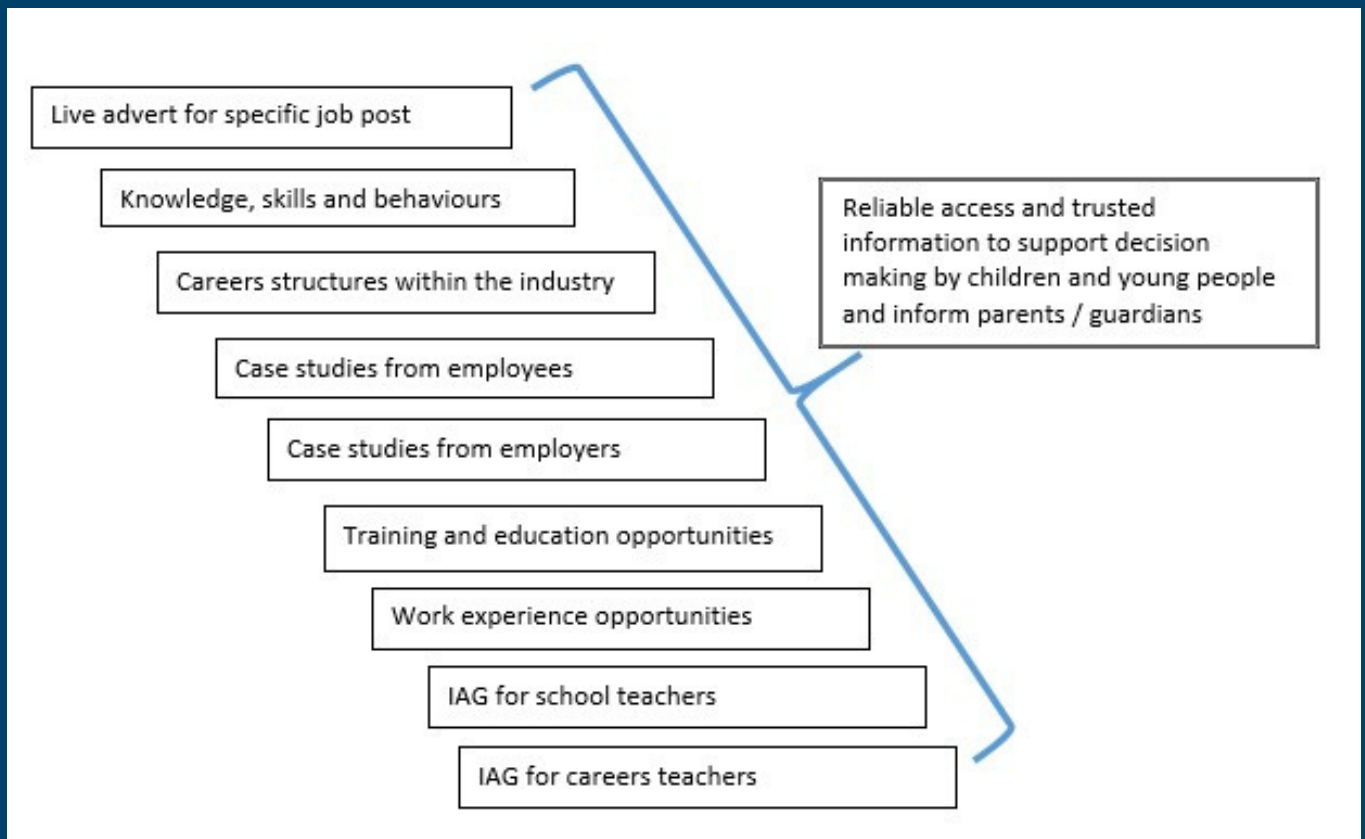 Live advert for specific job post
Knowledge, skills and behaviours
Careers structures within the industry
Case studies from employees
Case studies from employers
Training and education opportunities
Work experience opportunities
IAG for school teachers
IAG for careers teachers
Reliable access and trusted
information to support decision
making by children and young people
and inform parents / guardians